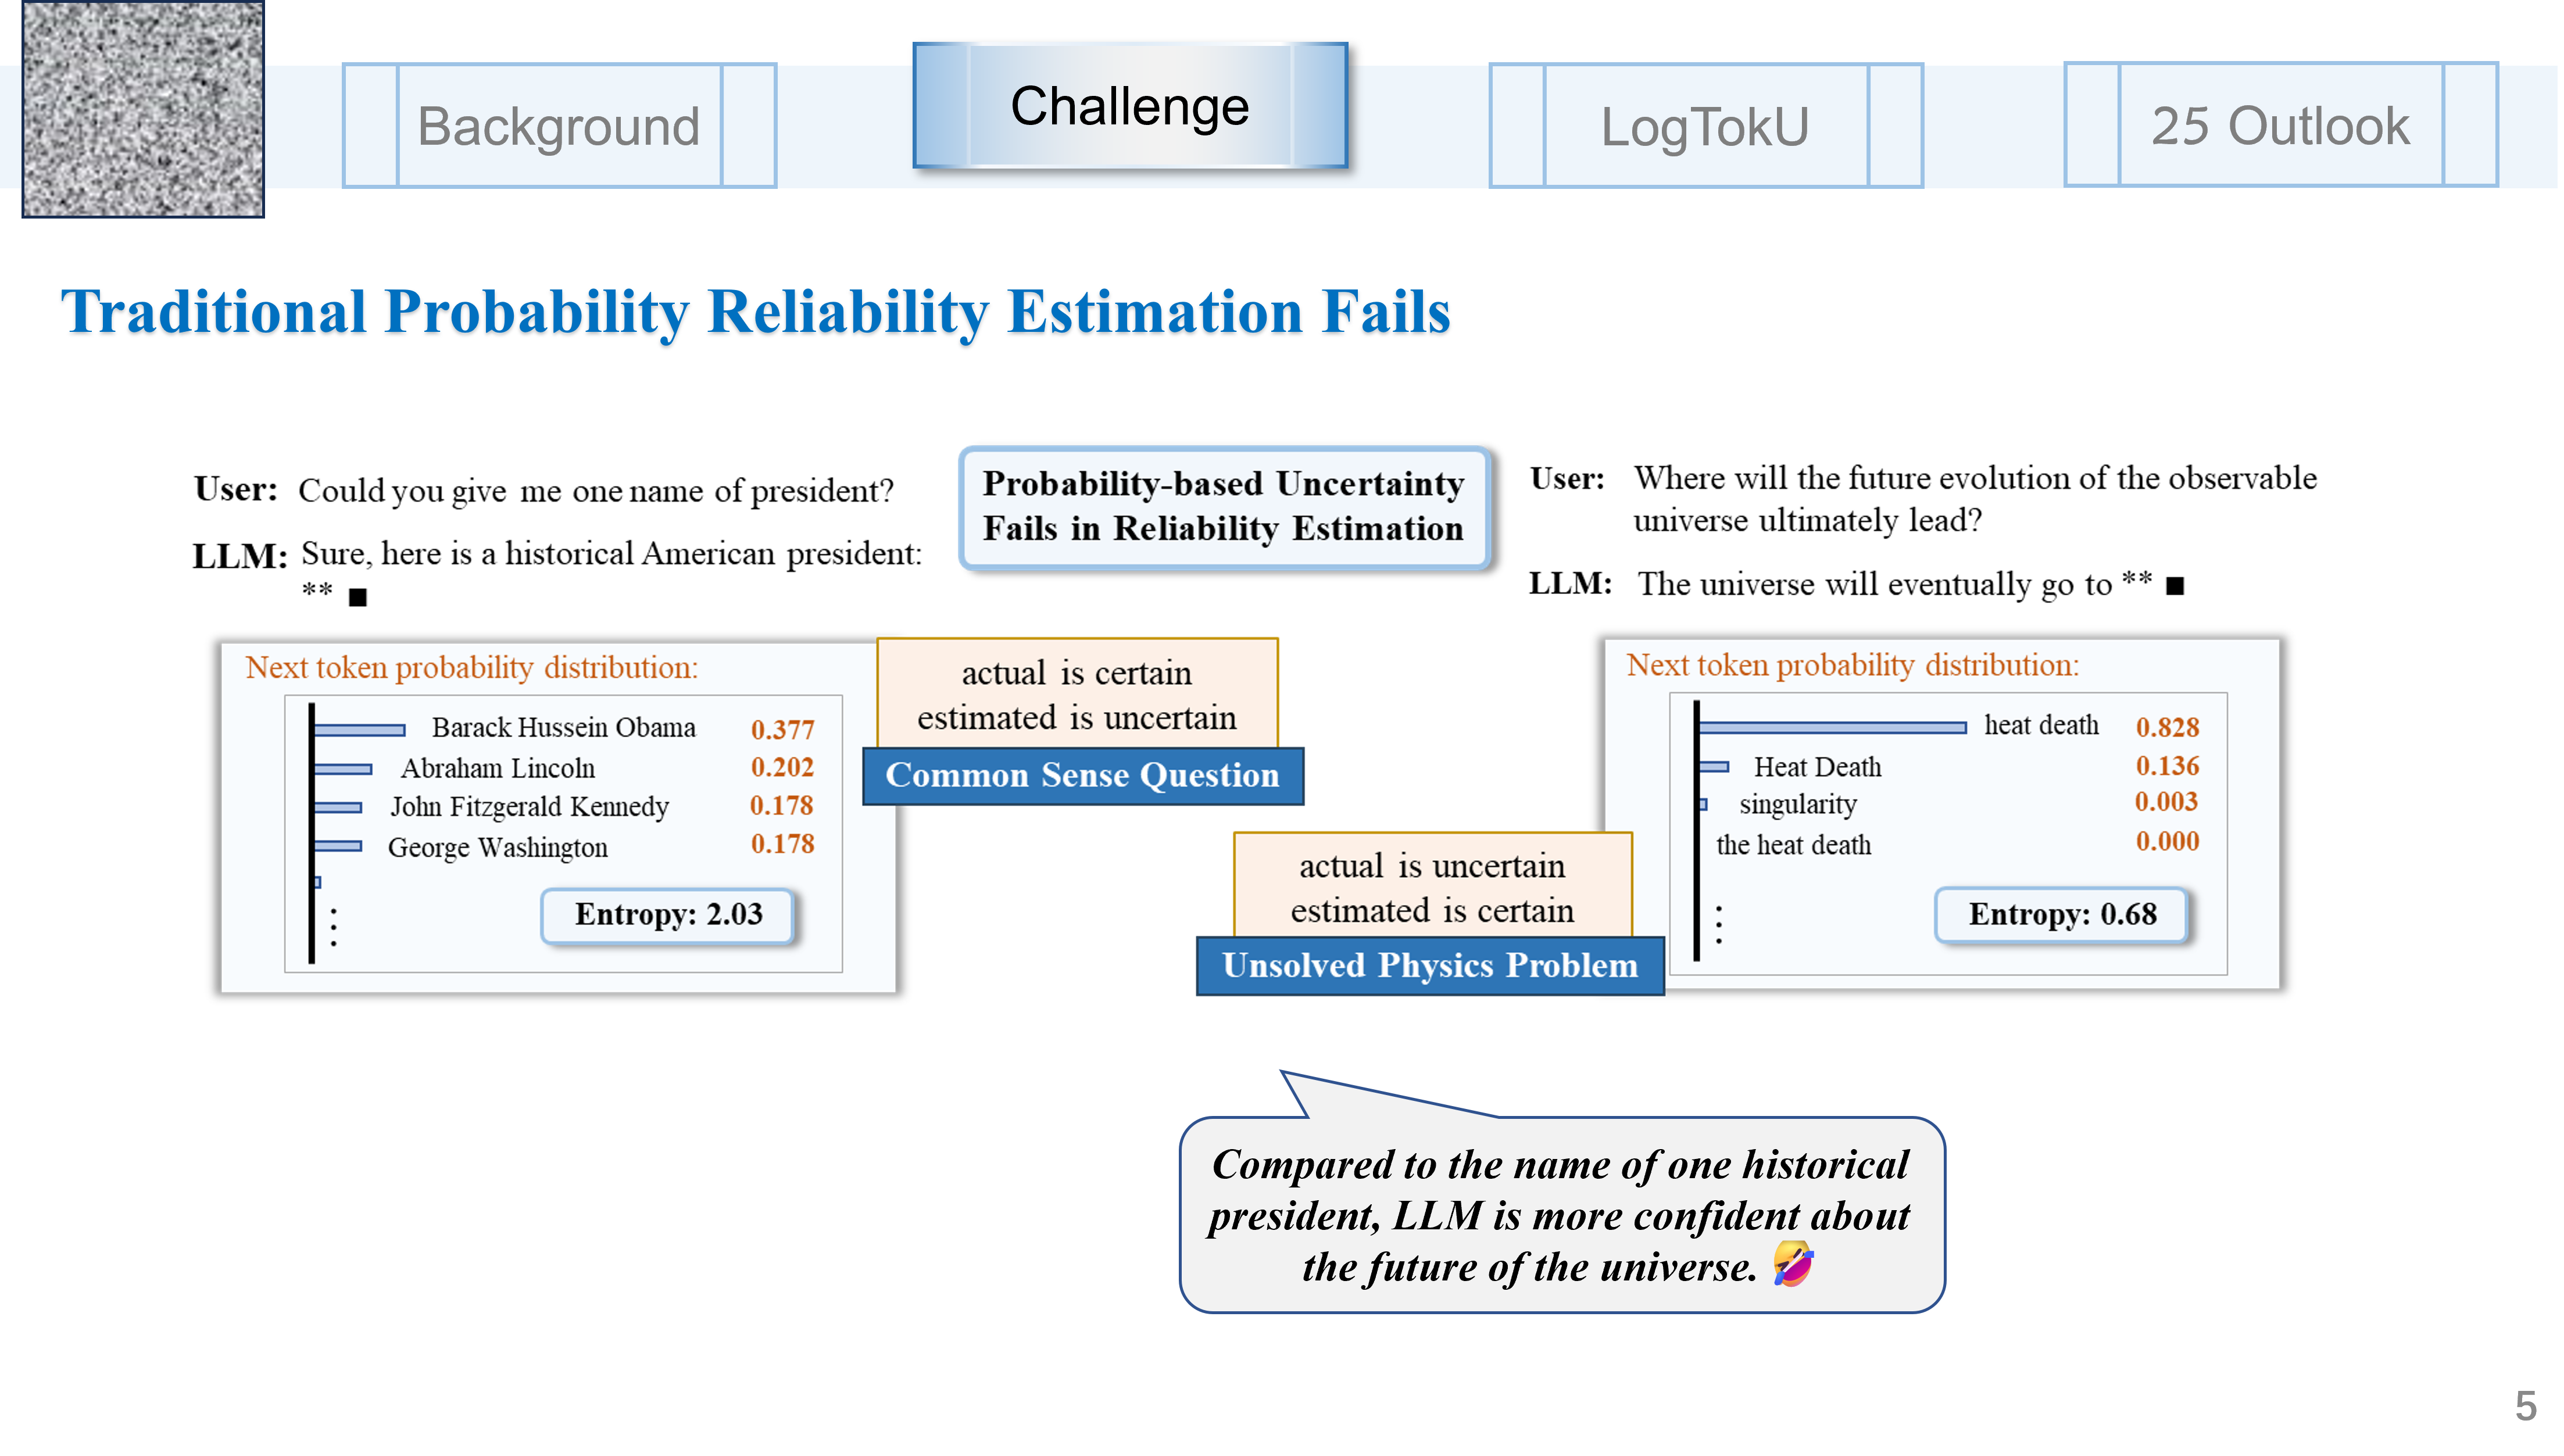 Background
Challenge
LogTokU
25 Outlook
Traditional Probability Reliability Estimation Fails
User: Could you give me one name of president?
LLM: Sure, here is a historical American president:
** ■
Probability-based Uncertainty
Fails in Reliability Estimation
User: Where will the future evolution of the observable
universe ultimately lead?
LLM: The universe will eventually go to ** ■
Next token probability distribution:
Barack Hussein Obama 0.377
Abraham Lincoln 0.202
John Fitzgerald Kennedy 0.178
George Washington 0.178
Entropy: 2.03
actual is certain
estimated is uncertain
Common Sense Question
actual is uncertain
estimated is certain
Unsolved Physics Problem
Next token probability distribution:
heat death 0.828
Heat Death 0.136
singularity 0.003
the heat death 0.000
Entropy: 0.68
Compared to the name of one historical
president, LLM is more confident about
the future of the universe. 🤣
5